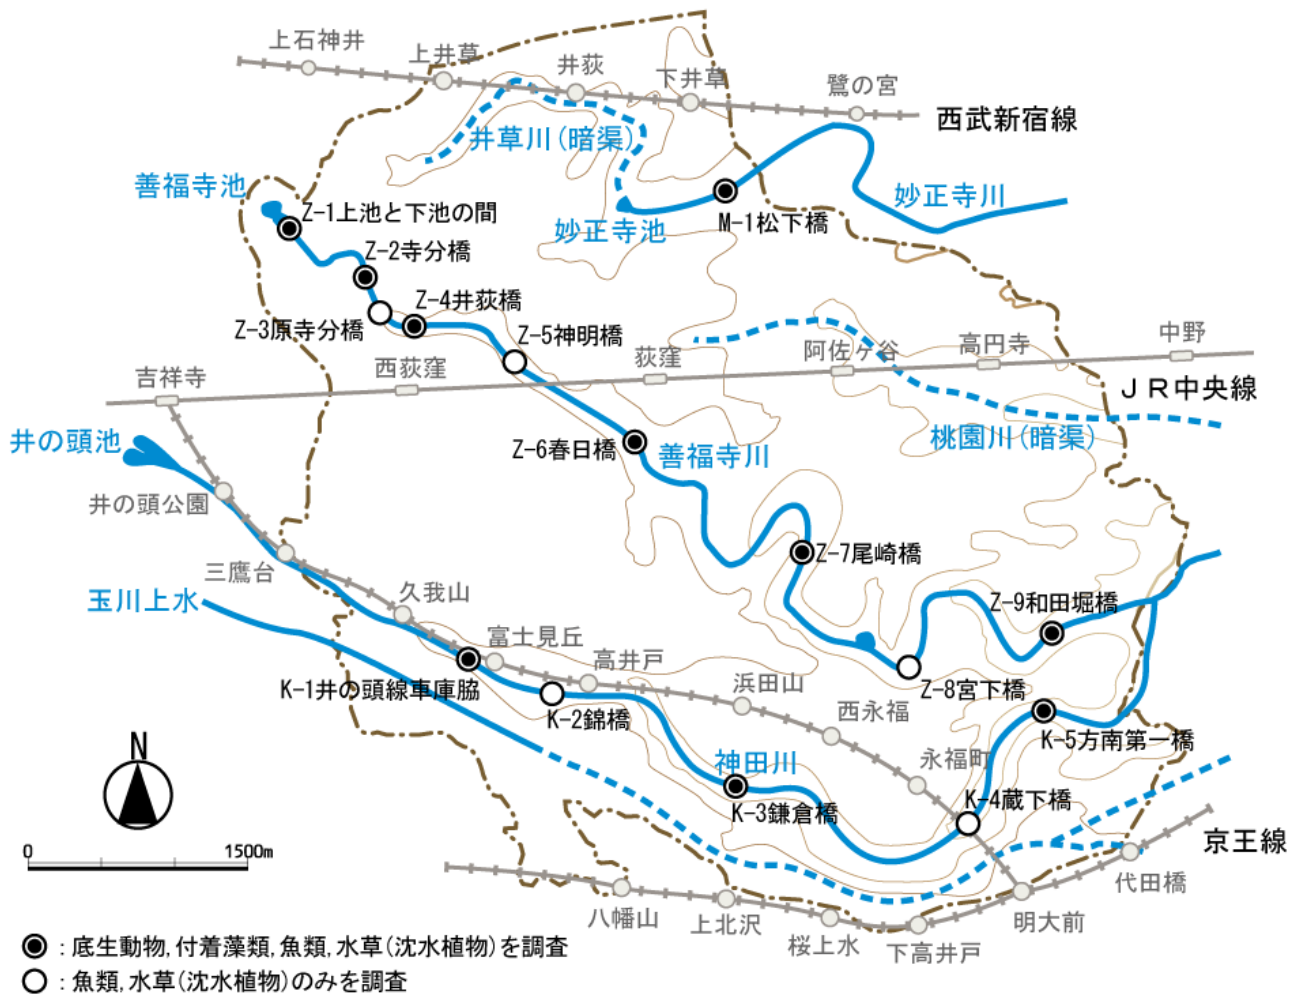 上石神井
上井草
井荻
下井草
鷺の宮
西武新宿線
井草川(暗渠)
善福寺池
Z-1上池と下池の間
妙正寺池
M-1松下橋
妙正寺川
Z-2寺分橋
Z-3原寺分橋
Z-4井荻橋
Z-5神明橋
吉祥寺
西荻窪
荻窪
阿佐ヶ谷
高円寺
中野
JR中央線
井の頭池
Z-6春日橋
善福寺川
桃園川(暗渠)
井の頭公園
三鷹台
Z-7尾崎橋
玉川上水
久我山
Z-9和田堀橋
富士見丘
高井戸
K-1井の頭線車庫脇
K-2錦橋
浜田山
西永福
Z-8宮下橋
K-5方南第一橋
N
神田川
永福町
K-3鎌倉橋
K-4蔵下橋
0
1500m
京王線
代田橋
八幡山
上北沢
桜上水
下高井戸
明大前
:底生動物,付着藻類,魚類,水草(沈水植物)を調査
:魚類,水草(沈水植物)のみを調査